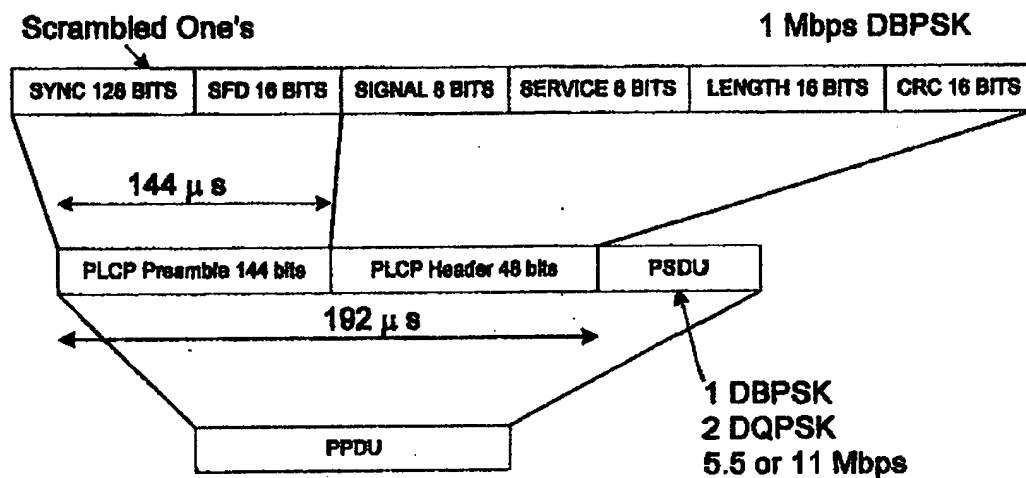 Scrambled One's
1 Mbps DBPSK
SYNC 128 BITS
SFD 16 BITS
SIGNAL 8 BITS
SERVICE 8 BITS
LENGTH 16 BITS
CRC 16 BITS
144 μ s
PLCP Preamble 144 bits
PLCP Header 48 bits
PSDU
192 μ s
1 DBPSK
2 DQPSK
5.5 or 11 Mbps
PPDU